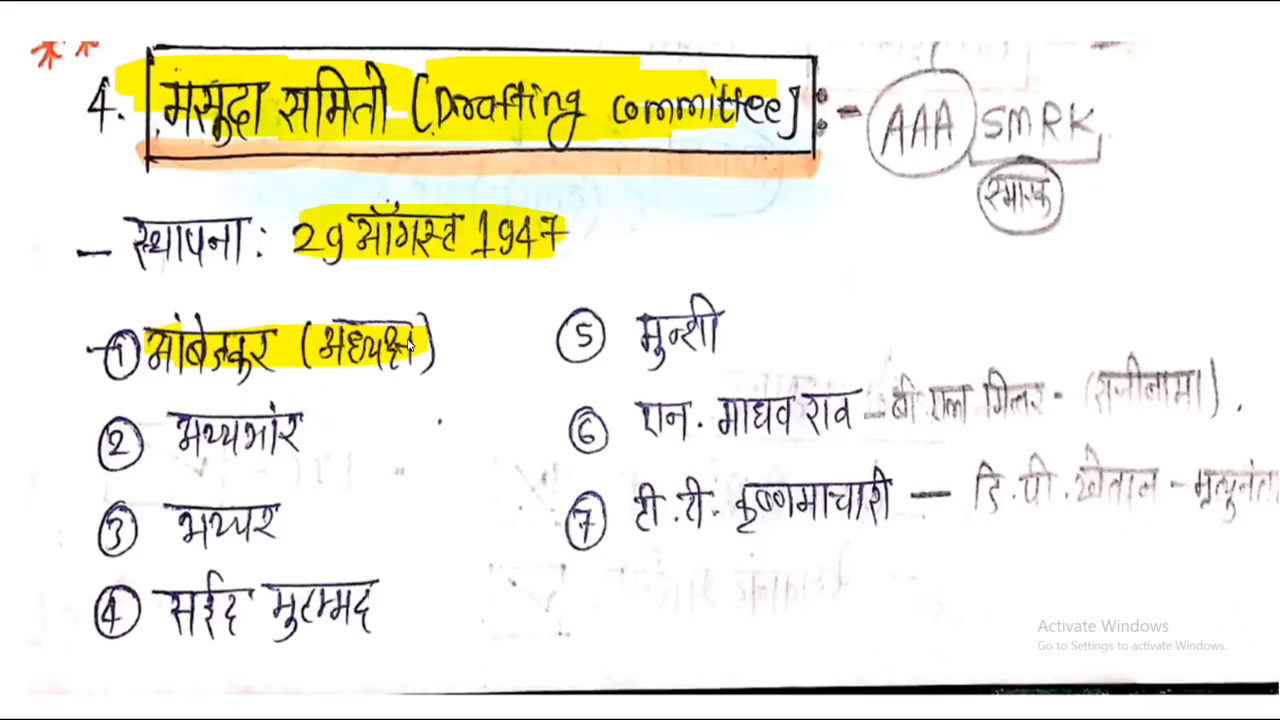 4. मसुदा समिती (Drafting committee] : - AAA SMRK
स्मारक
- स्थापना : 29 ऑगस्ट 1947
① आंबेडकर (अध्यक्ष)
② अय्यंगार
③ अय्यर
④ सईद मुहम्मद
⑤ मुन्शी
⑥ एन. माधव राव - बी एल मित्तर - (राजीनामा).
⑦ टी. टी. कृष्णमाचारी - डि. पी. खेतान - मृत्युनंतर
Activate Windows
Go to Settings to activate Windows.